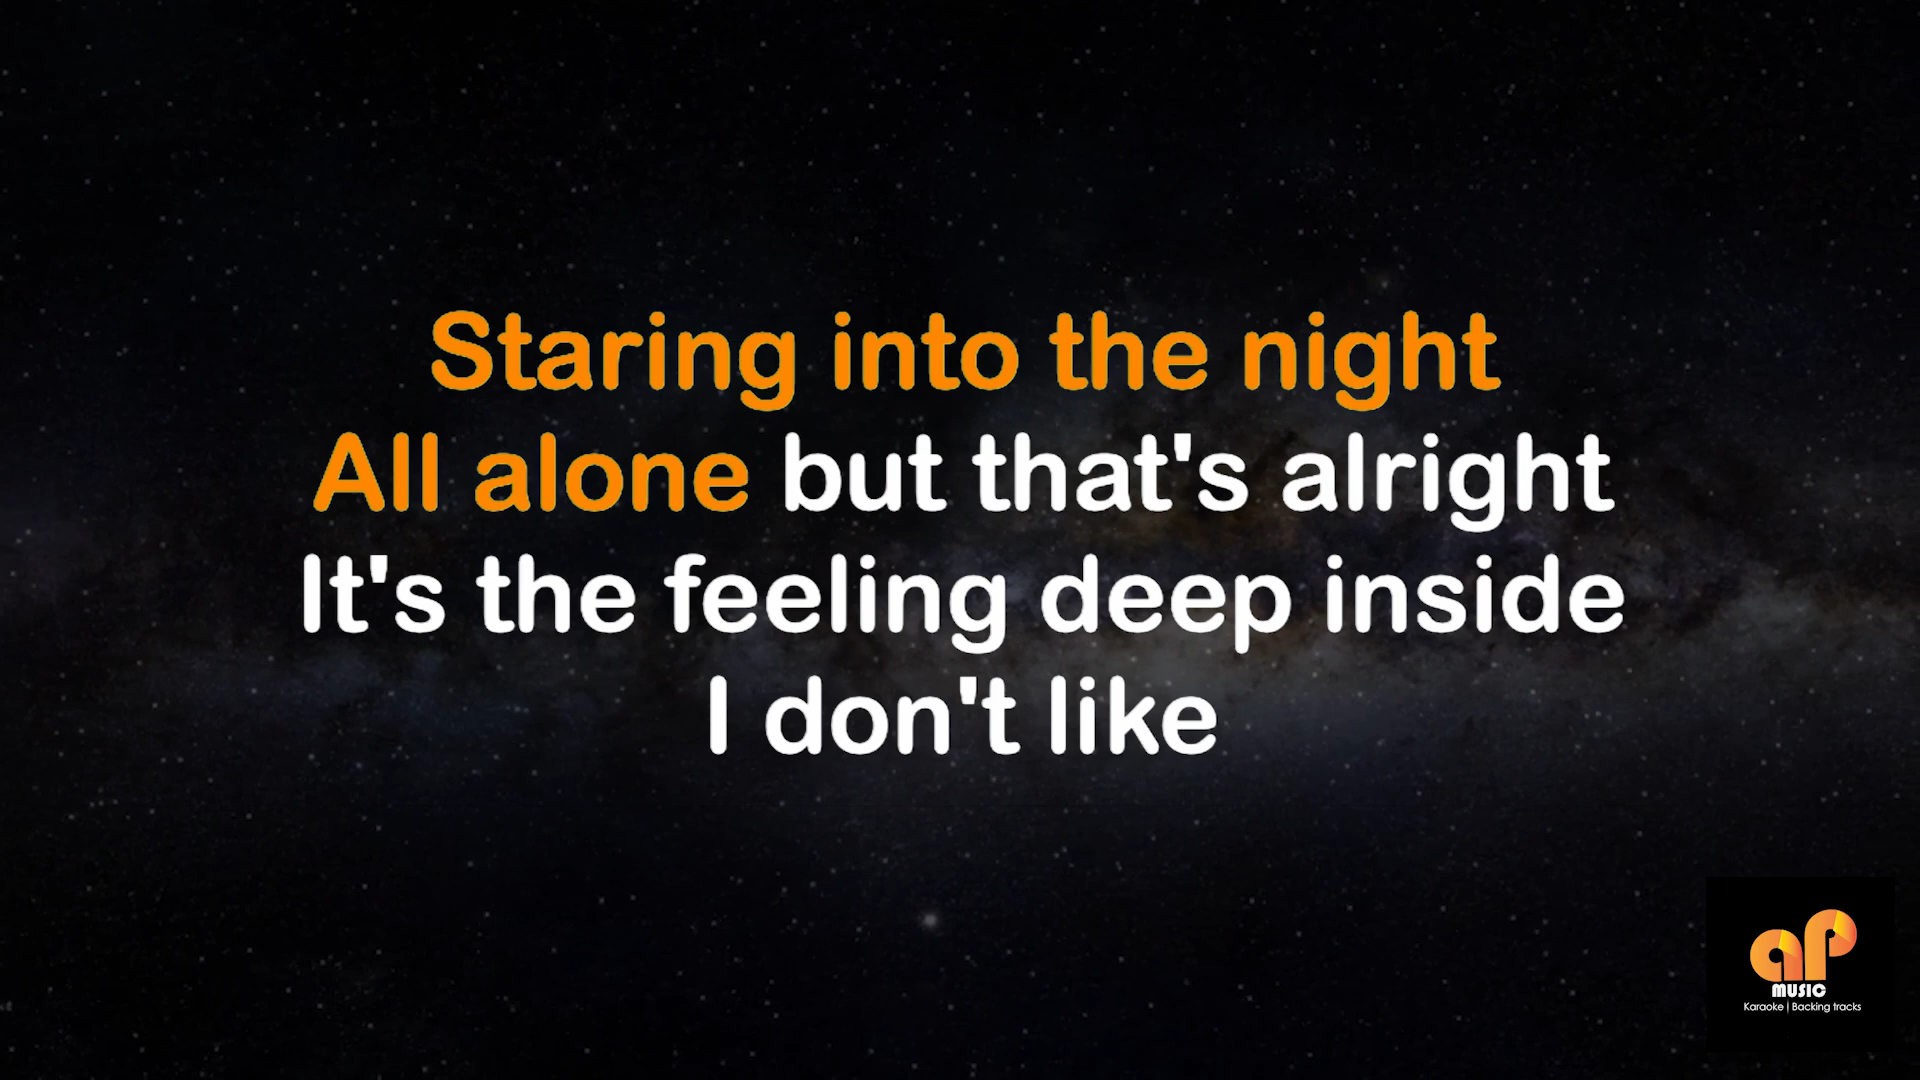 Staring into the night
All alone but that's alright
It's the feeling deep inside
I don't like
aP
MUSIC
Karaoke | Backing tracks